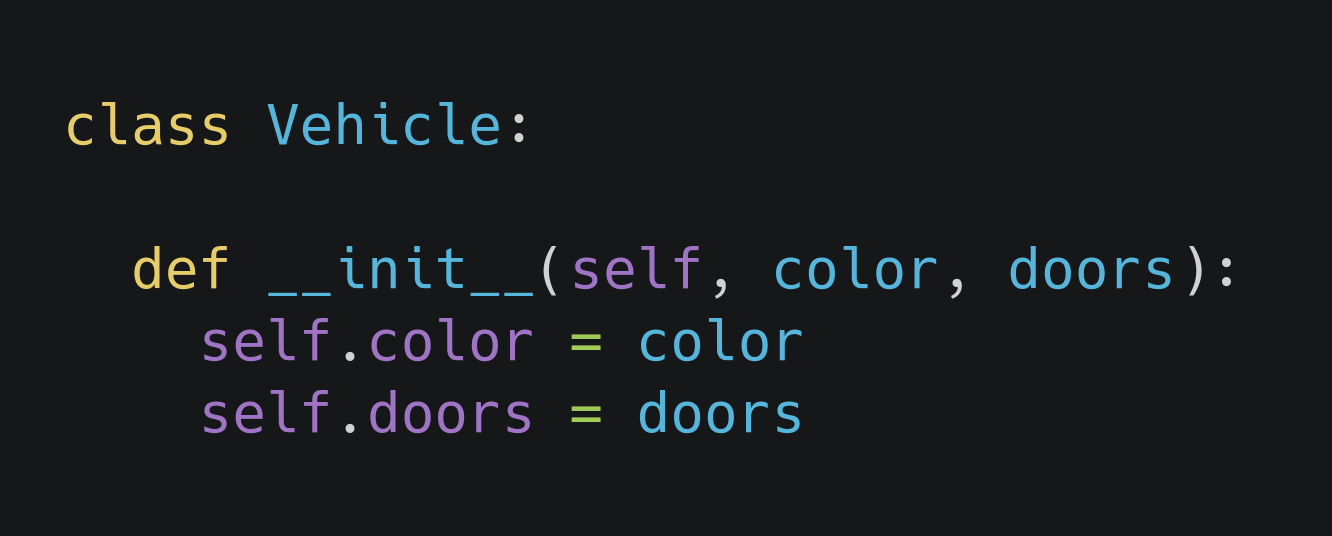 class Vehicle:
  def __init__(self, color, doors):
    self.color = color
    self.doors = doors